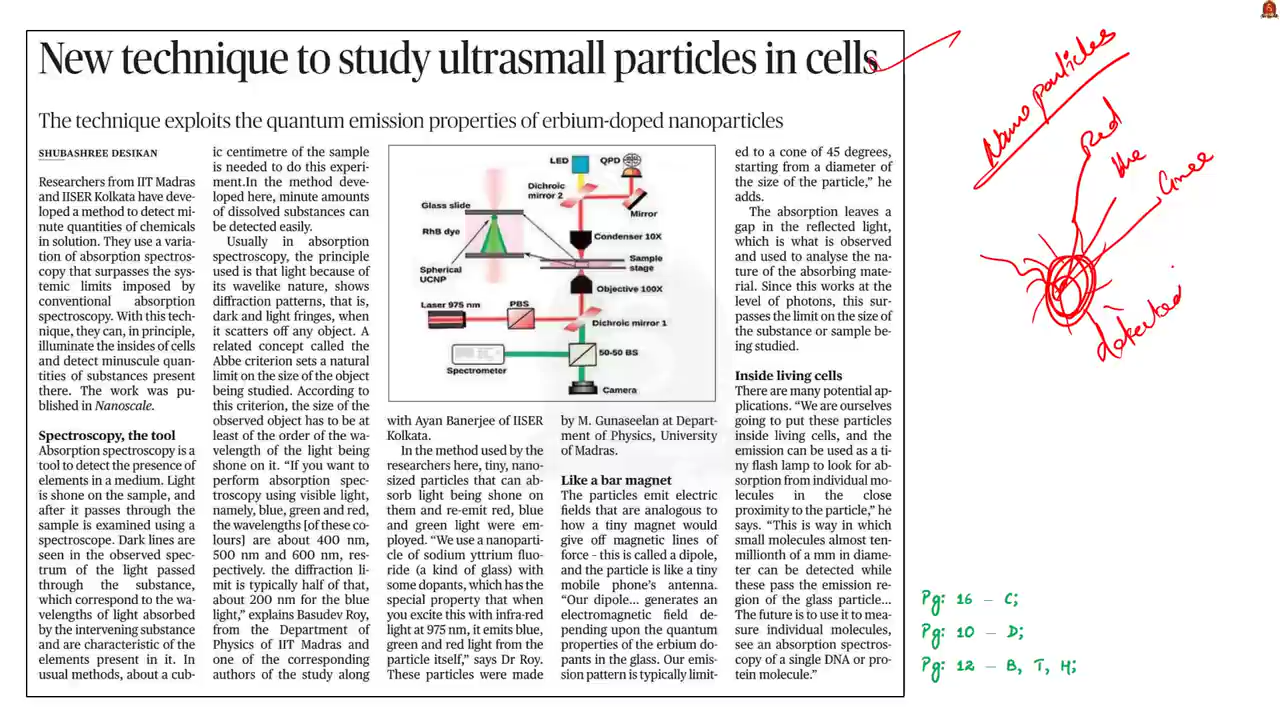 New technique to study ultrasmall particles in cells
The technique exploits the quantum emission properties of erbium-doped nanoparticles
SHUBASHREE DESIKAN
Researchers from IIT Madras
and IISER Kolkata have deve-
loped a method to detect mi-
nute quantities of chemicals
in solution. They use a varia-
tion of absorption spectros-
copy that surpasses the sys-
temic limits imposed by
conventional absorption
spectroscopy. With this tech-
nique, they can, in principle,
illuminate the insides of cells
and detect minuscule quan-
tities of substances present
there. The work was pu-
blished in Nanoscale.
Spectroscopy, the tool
Absorption spectroscopy is a
tool to detect the presence of
elements in a medium. Light
is shone on the sample, and
after it passes through the
sample is examined using a
spectroscope. Dark lines are
seen in the observed spec-
trum of the light passed
through the substance,
which correspond to the wa-
velengths of light absorbed
by the intervening substance
and are characteristic of the
elements present in it. In
usual methods, about a cub-
ic centimetre of the sample
is needed to do this experi-
ment.In the method deve-
loped here, minute amounts
of dissolved substances can
be detected easily.
Usually in absorption
spectroscopy, the principle
used is that light because of
its wavelike nature, shows
diffraction patterns, that is,
dark and light fringes, when
it scatters off any object. A
related concept called the
Abbe criterion sets a natural
limit on the size of the object
being studied. According to
this criterion, the size of the
observed object has to be at
least of the order of the wa-
velength of the light being
shone on it. “If you want to
perform absorption spec-
troscopy using visible light,
namely, blue, green and red,
the wavelengths [of these co-
lours] are about 400 nm,
500 nm and 600 nm, res-
pectively. the diffraction li-
mit is typically half of that,
about 200 nm for the blue
light,” explains Basudev Roy,
from the Department of
Physics of IIT Madras and
one of the corresponding
authors of the study along
LED
QPD
Dichroic
mirror 2
Glass slide
Mirror
RhB dye
Condenser 10X
Sample
stage
Spherical
UCNP
Objective 100X
Laser 975 nm
PBS
Dichroic mirror 1
50-50 BS
Spectrometer
Camera
with Ayan Banerjee of IISER
Kolkata.
In the method used by the
researchers here, tiny, nano-
sized particles that can ab-
sorb light being shone on
them and re-emit red, blue
and green light were em-
ployed. “We use a nanoparti-
cle of sodium yttrium fluo-
ride (a kind of glass) with
some dopants, which has the
special property that when
you excite this with infra-red
light at 975 nm, it emits blue,
green and red light from the
particle itself,” says Dr Roy.
These particles were made
by M. Gunaseelan at Depart-
ment of Physics, University
of Madras.
Like a bar magnet
The particles emit electric
fields that are analogous to
how a tiny magnet would
give off magnetic lines of
force – this is called a dipole,
and the particle is like a tiny
mobile phone’s antenna.
“Our dipole... generates an
electromagnetic field de-
pending upon the quantum
properties of the erbium do-
pants in the glass. Our emis-
sion pattern is typically limit-
ed to a cone of 45 degrees,
starting from a diameter of
the size of the particle,” he
adds.
The absorption leaves a
gap in the reflected light,
which is what is observed
and used to analyse the na-
ture of the absorbing mate-
rial. Since this works at the
level of photons, this sur-
passes the limit on the size of
the substance or sample be-
ing studied.
Inside living cells
There are many potential ap-
plications. “We are ourselves
going to put these particles
inside living cells, and the
emission can be used as a ti-
ny flash lamp to look for ab-
sorption from individual mo-
lecules in the close
proximity to the particle,” he
says. “This is way in which
small molecules almost ten-
millionth of a mm in diame-
ter can be detected while
these pass the emission re-
gion of the glass particle...
The future is to use it to mea-
sure individual molecules,
see an absorption spectros-
copy of a single DNA or pro-
tein molecule.”
Nano particles
Red
detected
Pg: 16 – C;
Pg: 10 – D;
Pg: 12 – B, T, H;